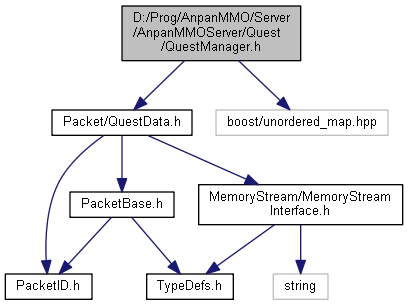 D:/Prog/AnpanMMO/Server
/AnpanMMOServer/Quest
/QuestManager.h
Packet/QuestData.h
boost/unordered_map.hpp
PacketBase.h
MemoryStream/MemoryStream
Interface.h
PacketID.h
TypeDefs.h
string